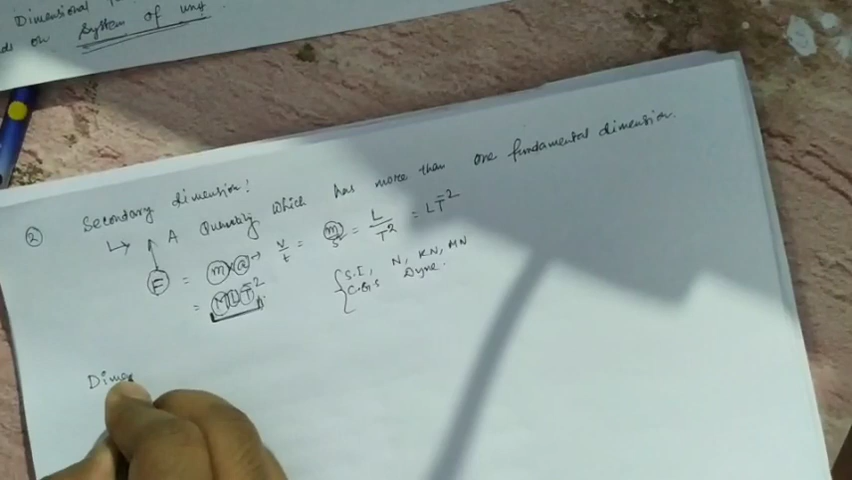 Dimensional
on System of unit
② Secondary dimension!
↳ A Quantity which has more than one fundamental dimension.
F = m × a → v/t = m/s = L/T² = LT⁻²
= MLT⁻²
S.I, N, KN, MN
C.G.S Dyne.
Dimen